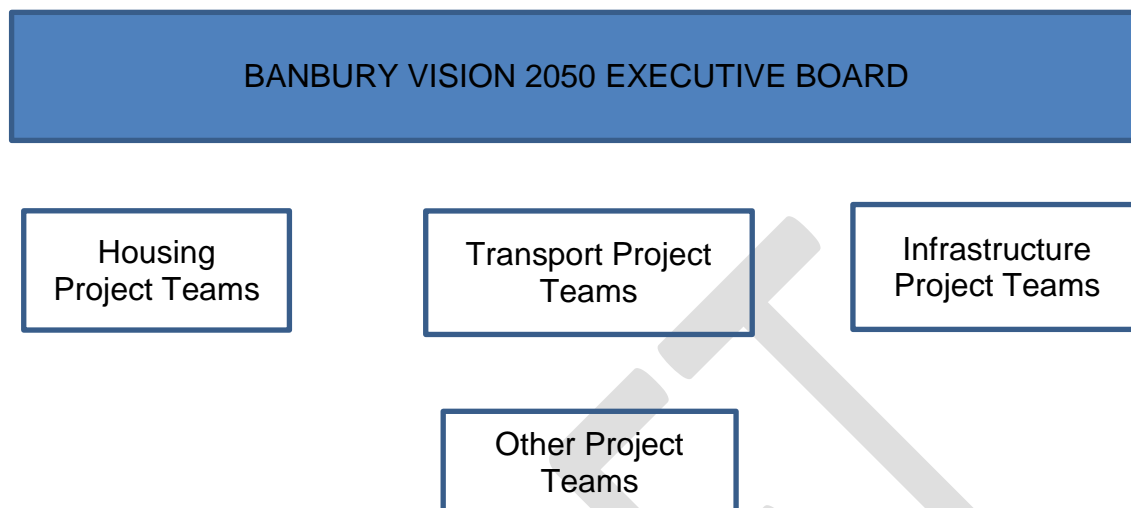 BANBURY VISION 2050 EXECUTIVE BOARD
Housing
Project Teams
Transport Project
Teams
Infrastructure
Project Teams
Other Project
Teams